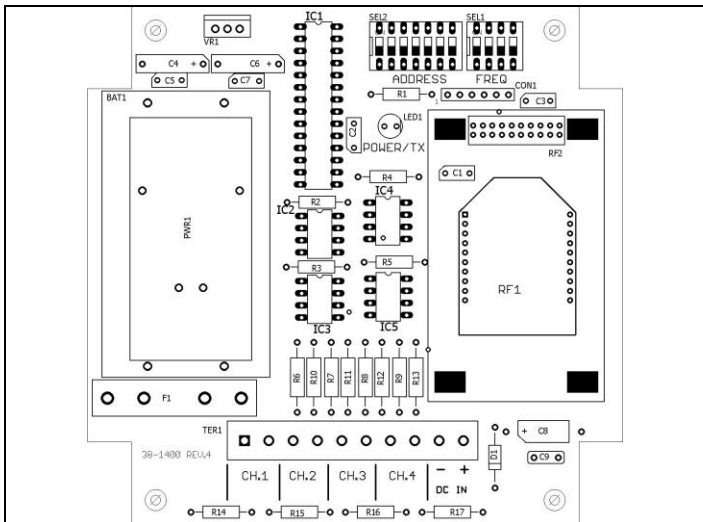 IC1
SEL2 SEL1
VR1
C4 + C6 +
C5 C7
ADDRESS FREQ
BAT1
R1
CON1
1
C3
LED1
C2
POWER/TX
RF2
R4
C1
IC4
R2
IC2
PWR1
R3
R5
RF1
IC3
IC5
R6 R10 R7 R11 R8 R12 R9 R13
F1
TER1
+ C8
38-1400 REV.4
D1
C9
CH.1 CH.2 CH.3 CH.4 - +
DC IN
R14 R15 R16 R17